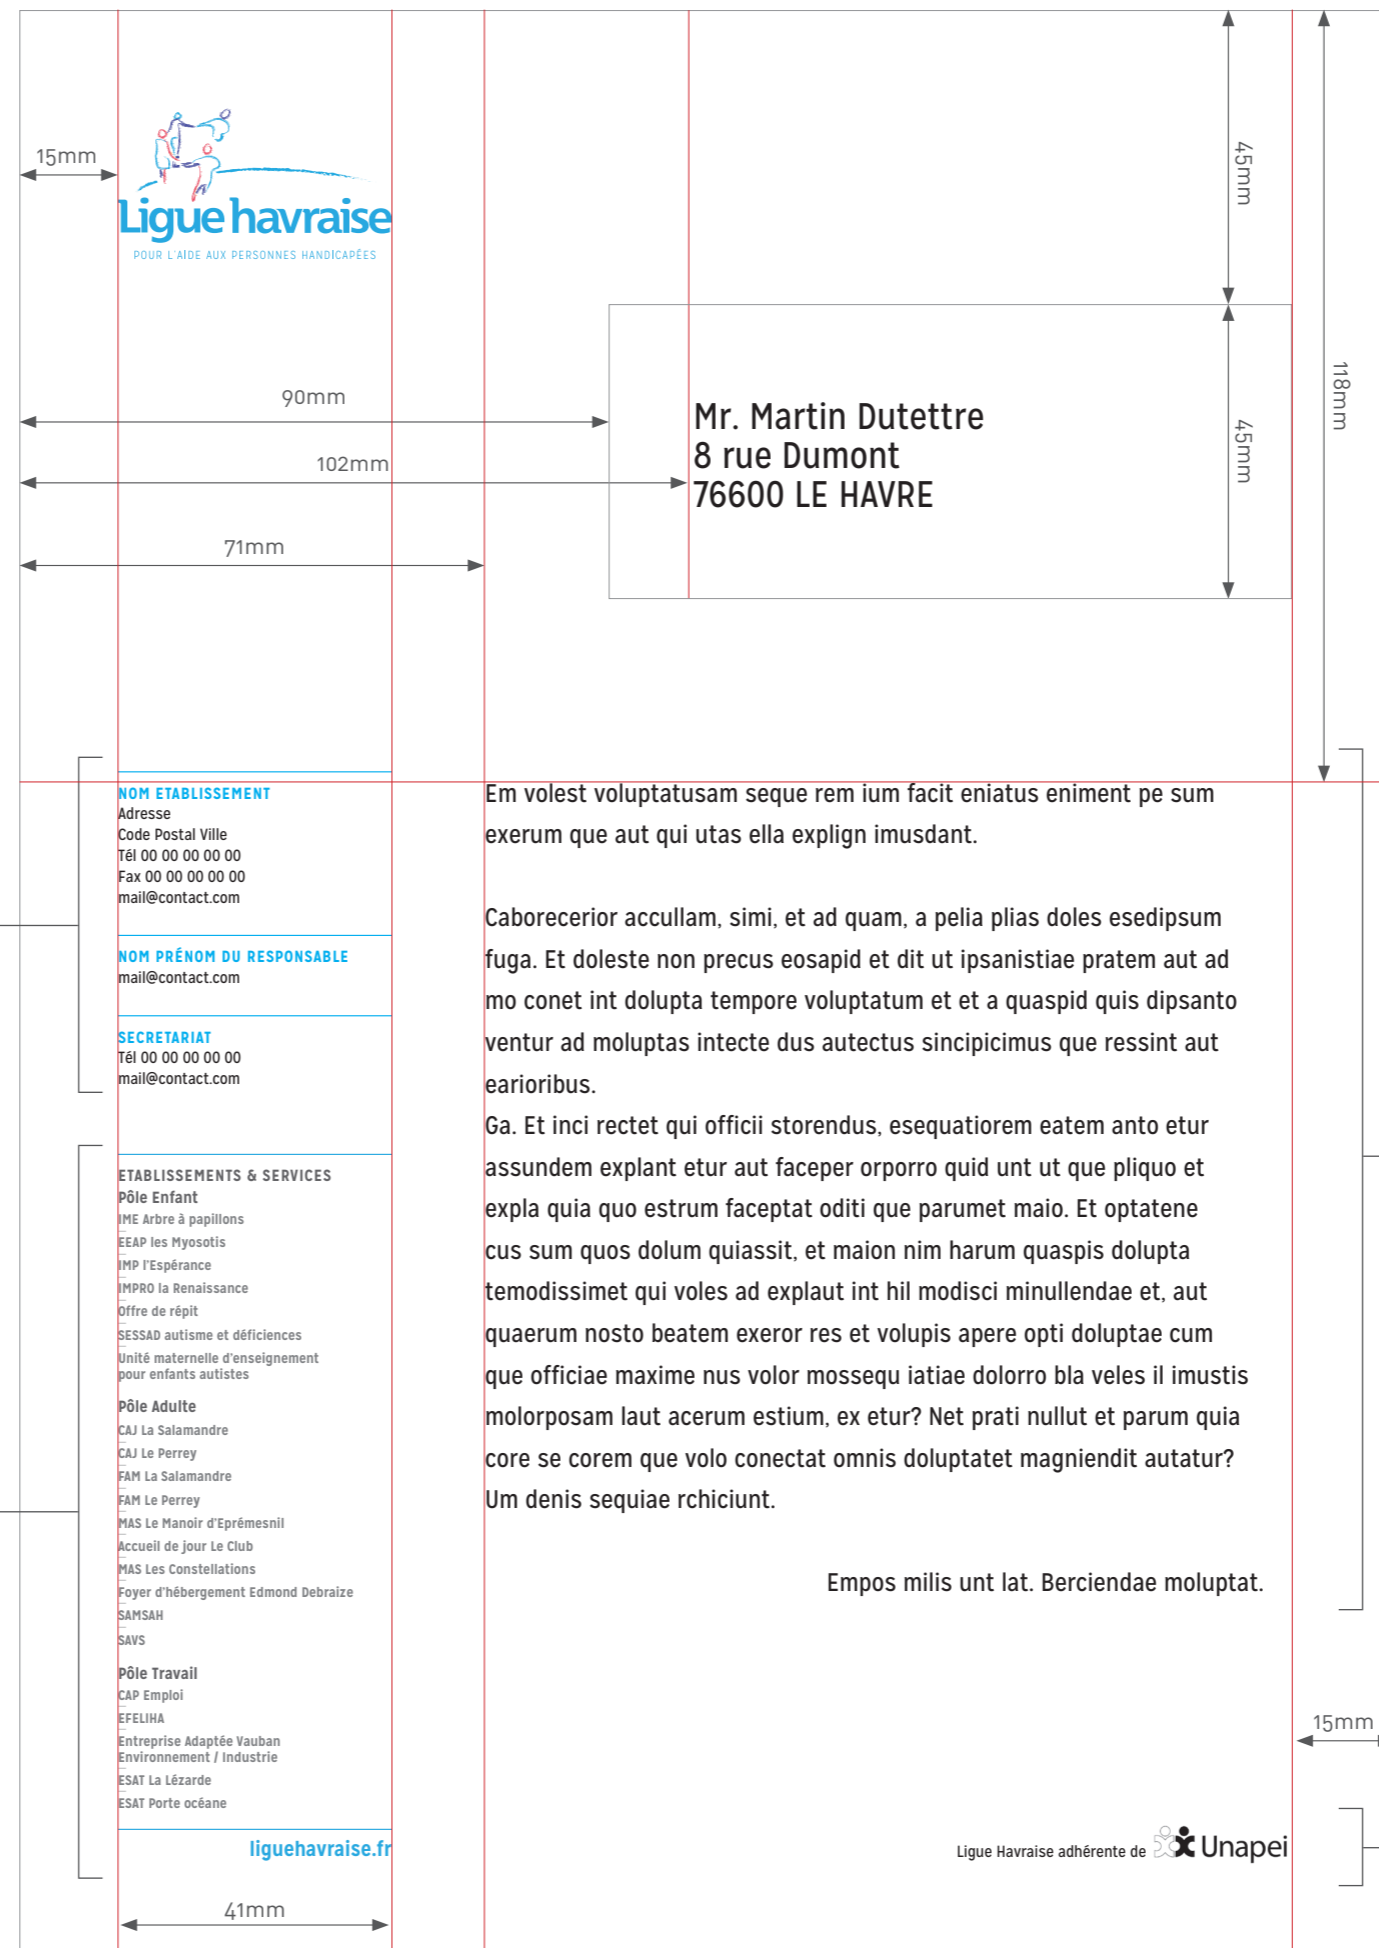 45mm
15mm
Ligue havraise
POUR L'AIDE AUX PERSONNES HANDICAPÉES
90mm
118mm
Mr. Martin Dutettre
8 rue Dumont
76600 LE HAVRE
45mm
102mm
71mm
NOM ETABLISSEMENT
Adresse
Code Postal Ville
Tél 00 00 00 00 00
Fax 00 00 00 00 00
mail@contact.com
NOM PRÉNOM DU RESPONSABLE
mail@contact.com
SECRETARIAT
Tél 00 00 00 00 00
mail@contact.com
ETABLISSEMENTS & SERVICES
Pôle Enfant
IME Arbre à papillons
EEAP les Myosotis
IMP l'Espérance
IMPRO la Renaissance
Offre de répit
SESSAD autisme et déficiences
Unité maternelle d'enseignement
pour enfants autistes
Pôle Adulte
CAJ La Salamandre
CAJ Le Perrey
FAM La Salamandre
FAM Le Perrey
MAS Le Manoir d'Eprémesnil
Accueil de jour Le Club
MAS Les Constellations
Foyer d'hébergement Edmond Debraize
SAMSAH
SAVS
Pôle Travail
CAP Emploi
EFELIHA
Entreprise Adaptée Vauban
Environnement / Industrie
ESAT La Lézarde
ESAT Porte océane
liguehavraise.fr
41mm
Em volest voluptatusam seque rem ium facit eniatus eniment pe sum
exerum que aut qui utas ella explign imusdant.
Caborecerior accullam, simi, et ad quam, a pelia plias doles esedipsum
fuga. Et doleste non precus eosapid et dit ut ipsanistiae pratem aut ad
mo conet int dolupta tempore voluptatum et et a quaspid quis dipsanto
ventur ad moluptas intecte dus autectus sincipicimus que ressint aut
earioribus.
Ga. Et inci rectet qui officii storendus, esequatiorem eatem anto etur
assundem explant etur aut faceper orporro quid unt ut que pliquo et
expla quia quo estrum faceptat oditi que parumet maio. Et optatene
cus sum quos dolum quiassit, et maion nim harum quaspis dolupta
temodissimet qui voles ad explaut int hil modisci minullendae et, aut
quaerum nosto beatem exeror res et volupis apere opti doluptae cum
que officiae maxime nus volor mossequ iatiae dolorro bla veles il imustis
molorposam laut acerum estium, ex etur? Net prati nullut et parum quia
core se corem que volo conectat omnis doluptatet magniendit autatur?
Um denis sequiae rchiciunt.
Empos milis unt lat. Berciendae moluptat.
15mm
Ligue Havraise adhérente de Unapei